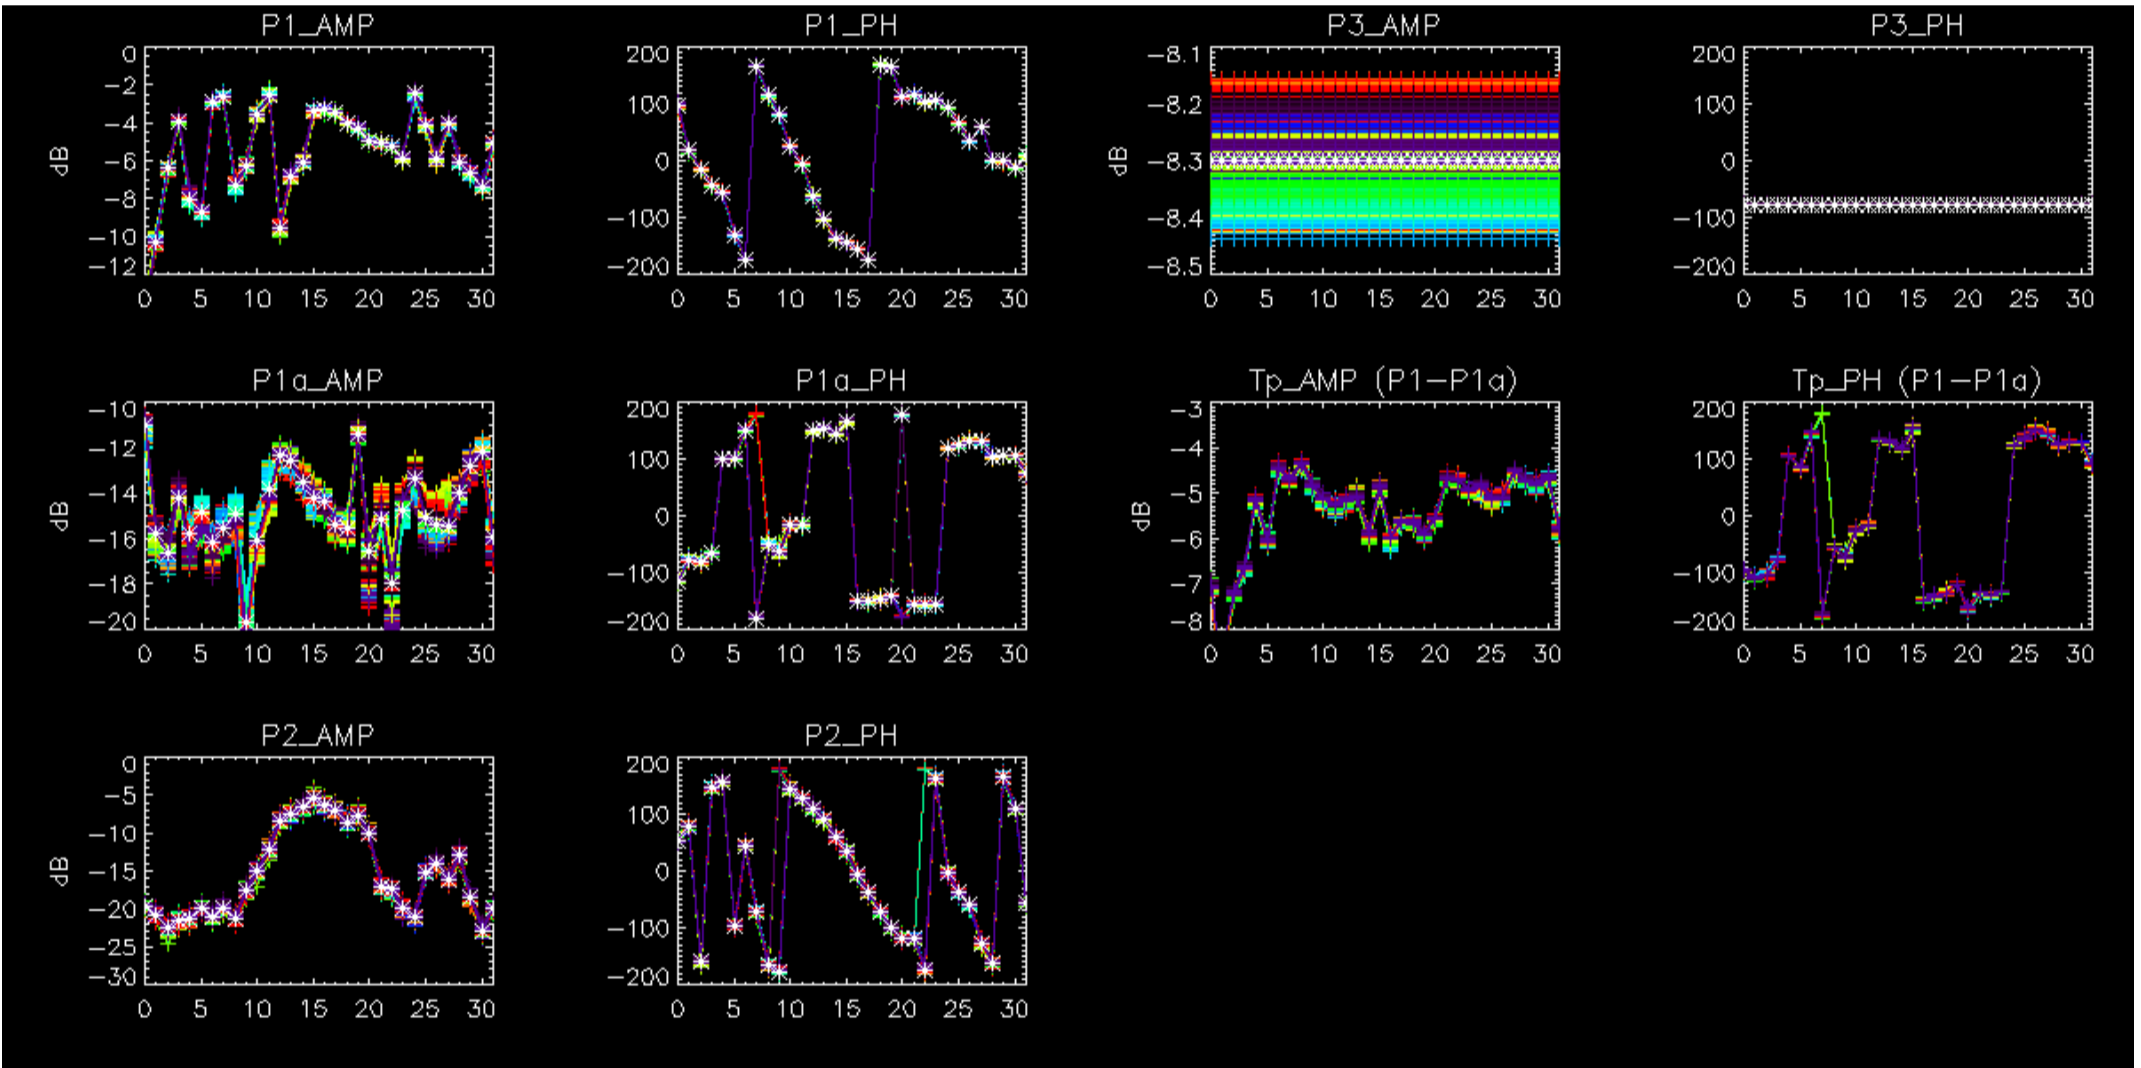 P1_AMP
P1_PH
P3_AMP
P3_PH
0
−2
−4
−6
−8
−10
−12
dB
0 5 10 15 20 25 30
200
100
0
−100
−200
0 5 10 15 20 25 30
−8.1
−8.2
−8.3
−8.4
−8.5
dB
0 5 10 15 20 25 30
200
100
0
−100
−200
0 5 10 15 20 25 30
P1a_AMP
P1a_PH
Tp_AMP (P1−P1a)
Tp_PH (P1−P1a)
−10
−12
−14
−16
−18
−20
dB
0 5 10 15 20 25 30
200
100
0
−100
−200
0 5 10 15 20 25 30
−3
−4
−5
−6
−7
−8
dB
0 5 10 15 20 25 30
200
100
0
−100
−200
0 5 10 15 20 25 30
P2_AMP
P2_PH
0
−5
−10
−15
−20
−25
−30
dB
0 5 10 15 20 25 30
200
100
0
−100
−200
0 5 10 15 20 25 30